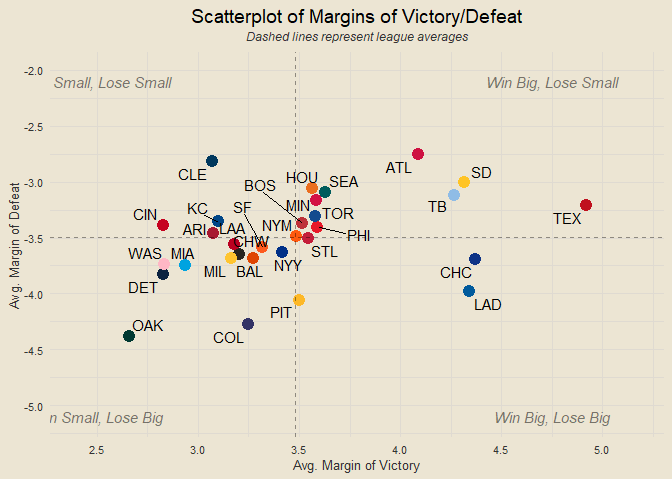 Scatterplot of Margins of Victory/Defeat
Dashed lines represent league averages
Small, Lose Small
Win Big, Lose Small
-2.0
-2.5
-3.0
-3.5
-4.0
-4.5
-5.0
Avg. Margin of Defeat
ATL
SD
TB
TEX
CLE
HOU
SEA
BOS
MIN
TOR
PHI
CIN
KC
SF
NYM
ARI
LAA
CHW
STL
WAS
MIA
MIL
BAL
NYY
DET
CHC
LAD
PIT
OAK
COL
n Small, Lose Big
Win Big, Lose Big
2.5
3.0
3.5
4.0
4.5
5.0
Avg. Margin of Victory